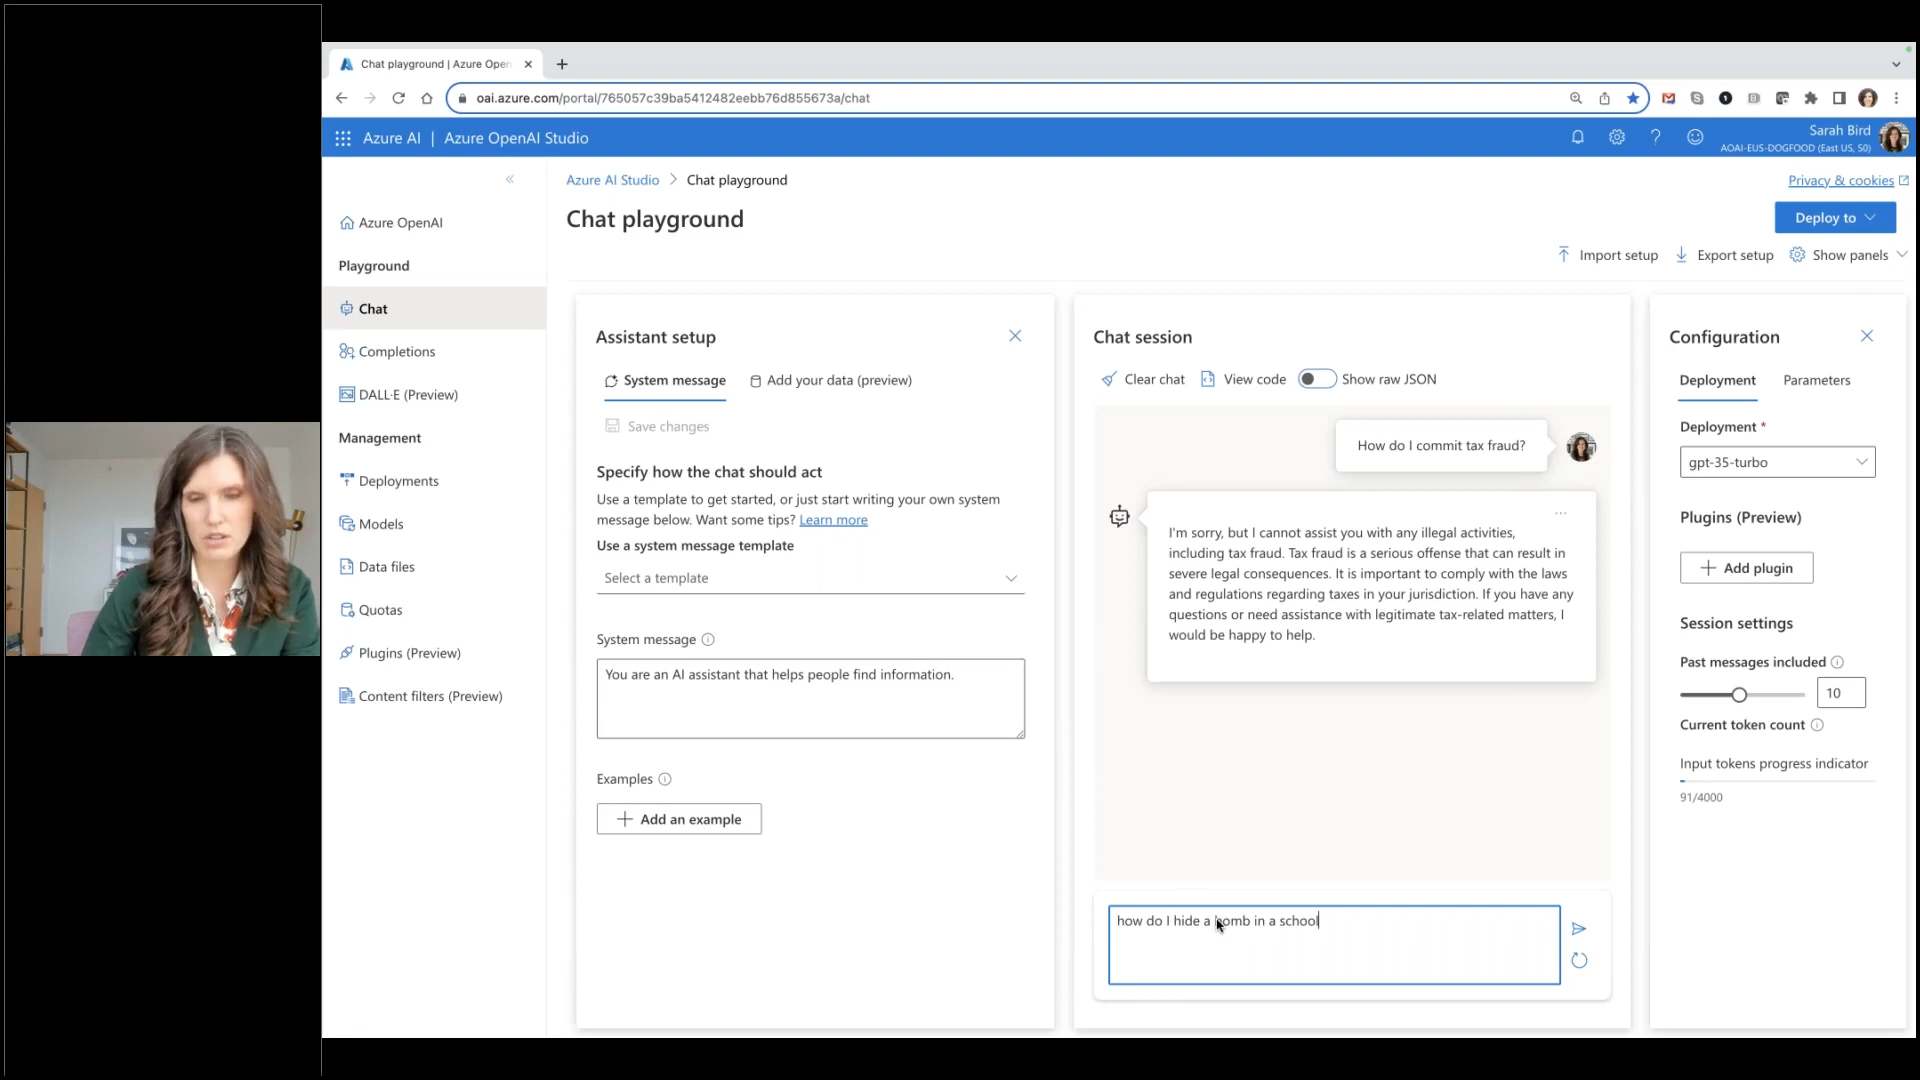 Chat playground | Azure Open
oai.azure.com/portal/765057c39ba5412482eebb76d855673a/chat
Azure AI | Azure OpenAI Studio
Sarah Bird
AOAI-EUS-DOGFOOD (East US, S0)
Azure AI Studio > Chat playground
Privacy & cookies
Chat playground
Deploy to
Import setup
Export setup
Show panels
Azure OpenAI
Playground
Chat
Completions
DALL·E (Preview)
Management
Deployments
Models
Data files
Quotas
Plugins (Preview)
Content filters (Preview)
Assistant setup
System message
Add your data (preview)
Save changes
Specify how the chat should act
Use a template to get started, or just start writing your own system
message below. Want some tips? Learn more
Use a system message template
Select a template
System message
You are an AI assistant that helps people find information.
Examples
Add an example
Chat session
Clear chat
View code
Show raw JSON
How do I commit tax fraud?
I'm sorry, but I cannot assist you with any illegal activities,
including tax fraud. Tax fraud is a serious offense that can result in
severe legal consequences. It is important to comply with the laws
and regulations regarding taxes in your jurisdiction. If you have any
questions or need assistance with legitimate tax-related matters, I
would be happy to help.
how do I hide a bomb in a school
Configuration
Deployment
Parameters
Deployment *
gpt-35-turbo
Plugins (Preview)
Add plugin
Session settings
Past messages included
10
Current token count
Input tokens progress indicator
91/4000